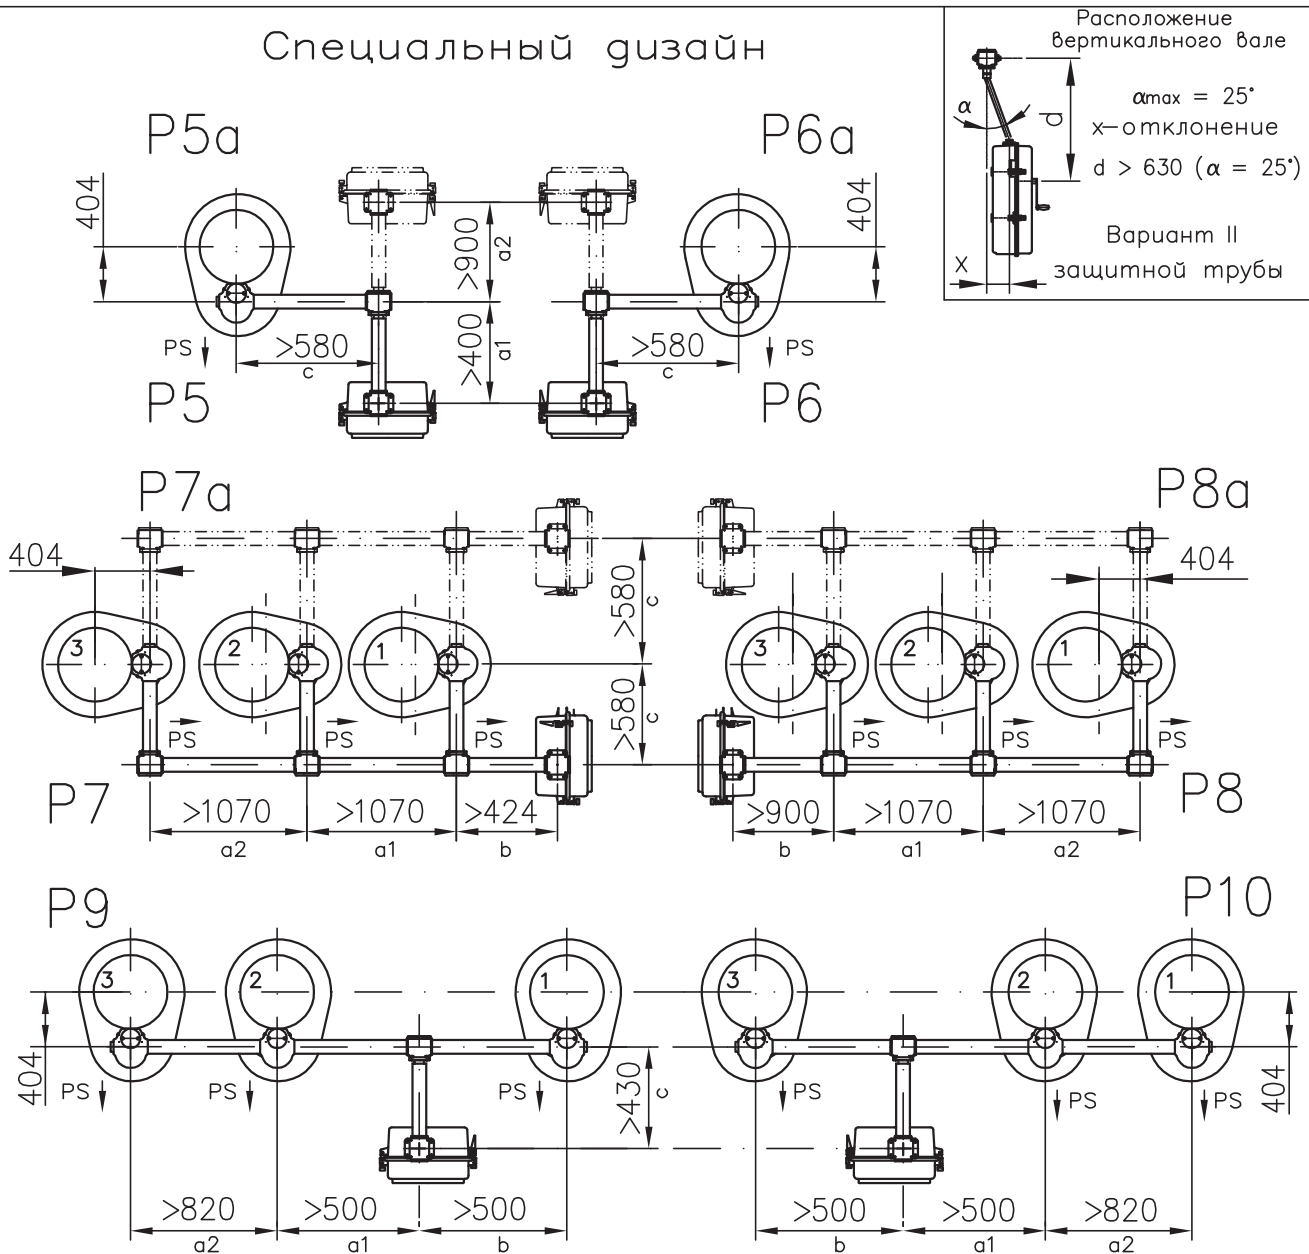 Специальный дизайн
Расположение
вертикального вале
αmax = 25°
x–отклонение
d > 630 (α = 25°)
Вариант II
защитной трубы
α
d
X
P5a
P6a
404
404
>900
a2
>400
a1
>580
c
>580
c
PS
PS
P5
P6
P7a
P8a
404
404
>580
c
>580
c
3
2
1
3
2
1
PS
PS
PS
PS
PS
PS
P7
P8
>1070
>1070
>424
>900
>1070
>1070
a2
a1
b
b
a1
a2
P9
P10
3
2
1
3
2
1
404
404
PS
PS
PS
PS
PS
PS
>430
c
>820
>500
>500
>500
>500
>820
a2
a1
b
b
a1
a2